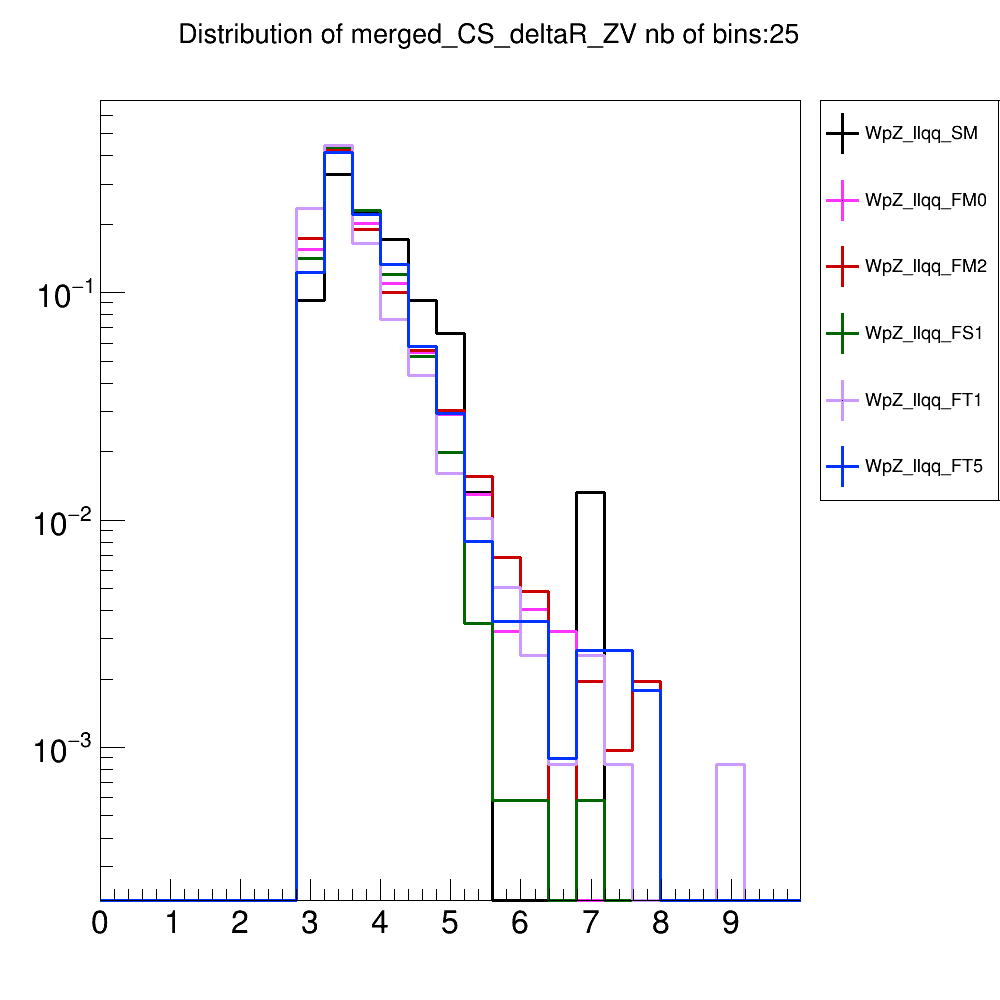 Distribution of merged_CS_deltaR_ZV nb of bins:25
WpZ_llqq_SM
WpZ_llqq_FM0
WpZ_llqq_FM2
WpZ_llqq_FS1
WpZ_llqq_FT1
WpZ_llqq_FT5
10⁻¹
10⁻²
10⁻³
0 1 2 3 4 5 6 7 8 9